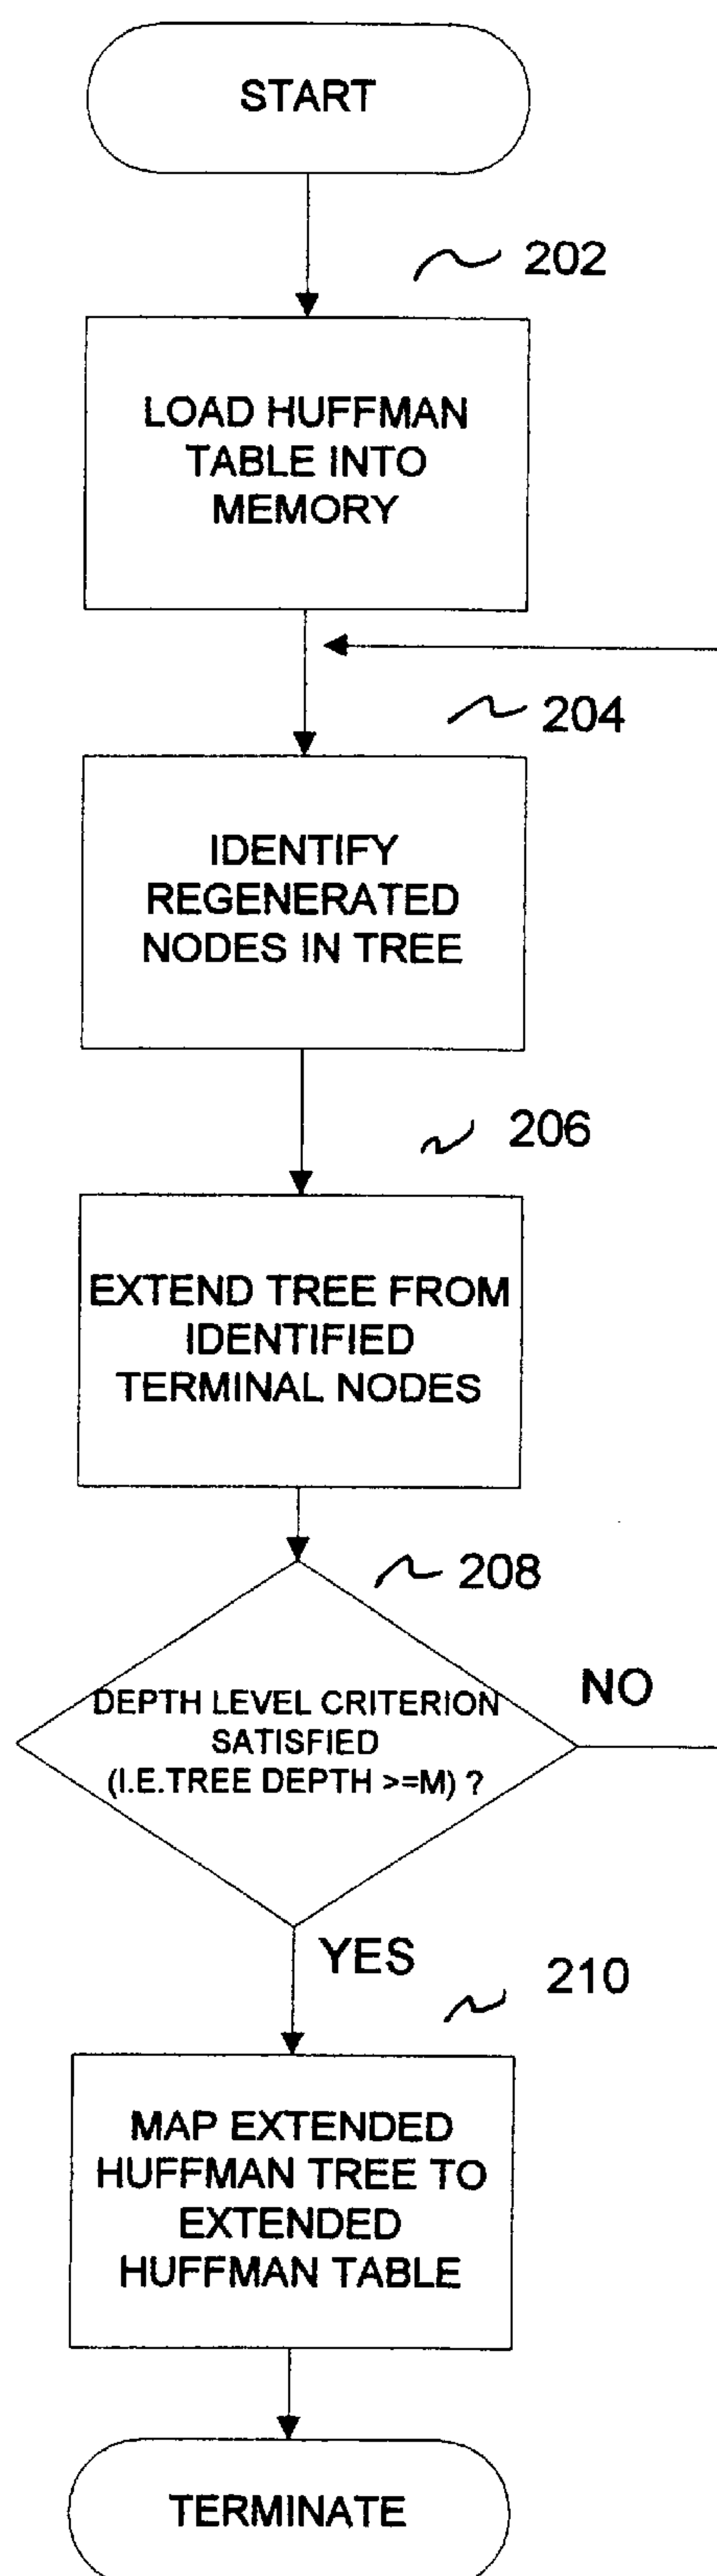 START
202
LOAD HUFFMAN
TABLE INTO
MEMORY
204
IDENTIFY
REGENERATED
NODES IN TREE
206
EXTEND TREE FROM
IDENTIFIED
TERMINAL NODES
208
DEPTH LEVEL CRITERION
SATISFIED
(I.E.TREE DEPTH >=M) ?
NO
YES
210
MAP EXTENDED
HUFFMAN TREE TO
EXTENDED
HUFFMAN TABLE
TERMINATE